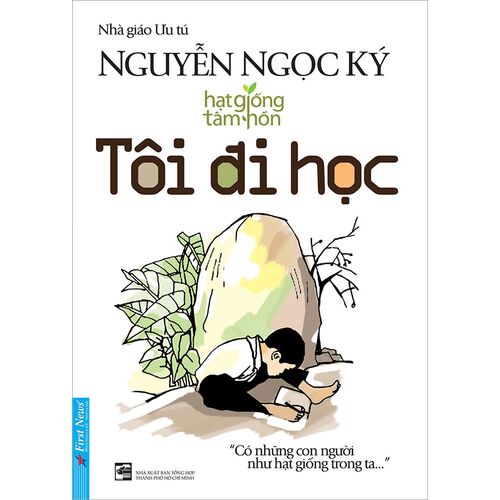 Nhà giáo Ưu tú
NGUYỄN NGỌC KÝ
hạt giống
tâm hồn
Tôi đi học
"Có những con người
như hạt giống trong ta..."
First News
NHÀ XUẤT BẢN TỔNG HỢP
THÀNH PHỐ HỒ CHÍ MINH